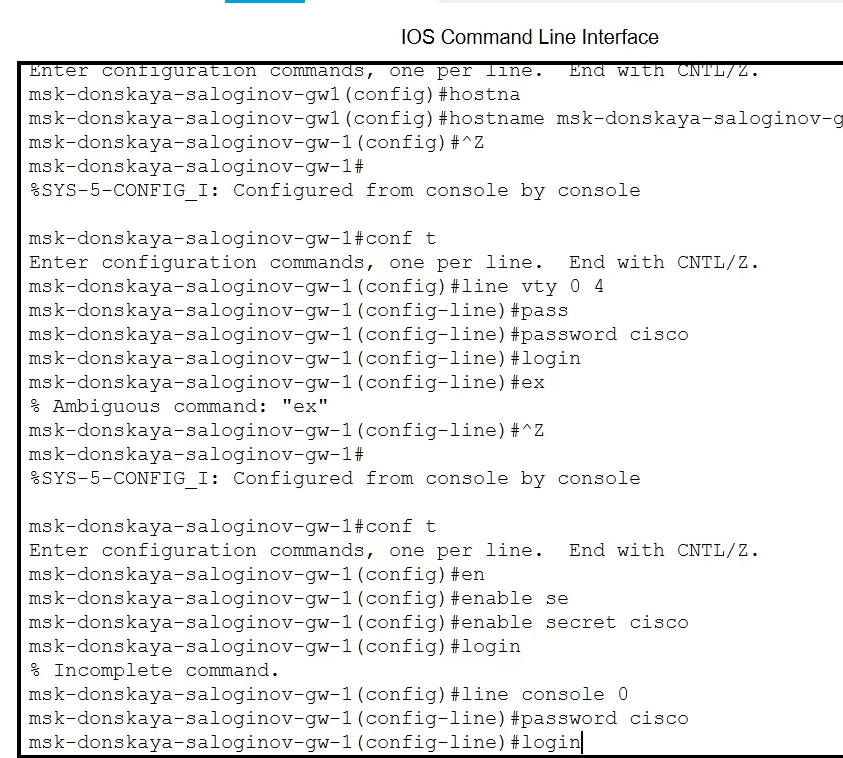 IOS Command Line Interface
Enter configuration commands, one per line.  End with CNTL/Z.
msk-donskaya-saloginov-gw1(config)#hostna
msk-donskaya-saloginov-gw1(config)#hostname msk-donskaya-saloginov-g
msk-donskaya-saloginov-gw-1(config)#^Z
msk-donskaya-saloginov-gw-1#
%SYS-5-CONFIG_I: Configured from console by console
msk-donskaya-saloginov-gw-1#conf t
Enter configuration commands, one per line.  End with CNTL/Z.
msk-donskaya-saloginov-gw-1(config)#line vty 0 4
msk-donskaya-saloginov-gw-1(config-line)#pass
msk-donskaya-saloginov-gw-1(config-line)#password cisco
msk-donskaya-saloginov-gw-1(config-line)#login
msk-donskaya-saloginov-gw-1(config-line)#ex
% Ambiguous command: "ex"
msk-donskaya-saloginov-gw-1(config-line)#^Z
msk-donskaya-saloginov-gw-1#
%SYS-5-CONFIG_I: Configured from console by console
msk-donskaya-saloginov-gw-1#conf t
Enter configuration commands, one per line.  End with CNTL/Z.
msk-donskaya-saloginov-gw-1(config)#en
msk-donskaya-saloginov-gw-1(config)#enable se
msk-donskaya-saloginov-gw-1(config)#enable secret cisco
msk-donskaya-saloginov-gw-1(config)#login
% Incomplete command.
msk-donskaya-saloginov-gw-1(config)#line console 0
msk-donskaya-saloginov-gw-1(config-line)#password cisco
msk-donskaya-saloginov-gw-1(config-line)#login